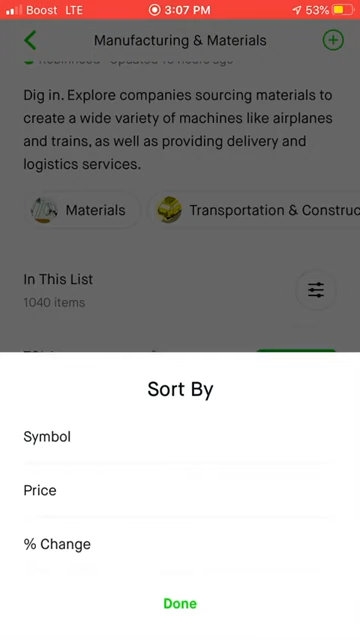 Boost LTE 3:07 PM 53%
Manufacturing & Materials
Robinhood
Dig in. Explore companies sourcing materials to
create a wide variety of machines like airplanes
and trains, as well as providing delivery and
logistics services.
Materials Transportation & Construc
In This List
1040 items
Sort By
Symbol
Price
% Change
Done